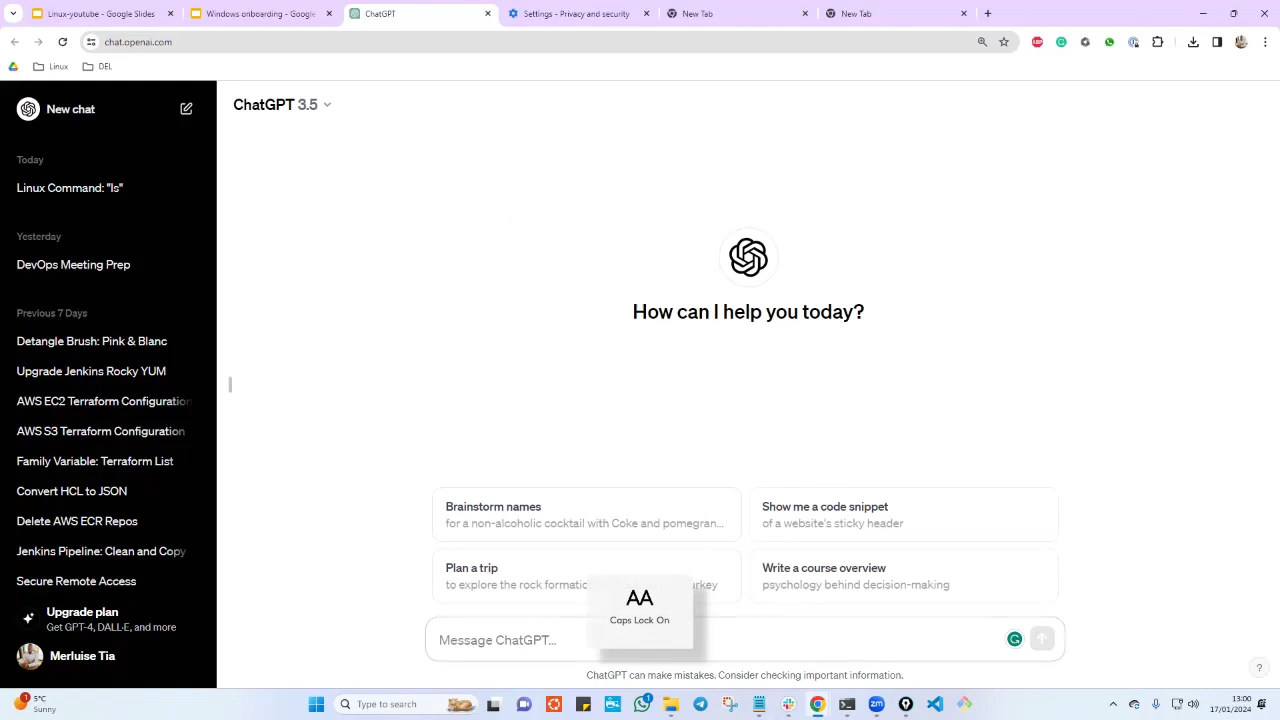 Linux-youtube - Google Slides
Windows onboarding - Google
ChatGPT
Settings - Privacy and security
New Tab
New Tab
chat.openai.com
Linux
DEL
New chat
Today
Linux Command: "ls"
Yesterday
DevOps Meeting Prep
Previous 7 Days
Detangle Brush: Pink & Blanc
Upgrade Jenkins Rocky YUM
AWS EC2 Terraform Configuration
AWS S3 Terraform Configuration
Family Variable: Terraform List
Convert HCL to JSON
Delete AWS ECR Repos
Jenkins Pipeline: Clean and Copy
Secure Remote Access
Upgrade plan
Get GPT-4, DALL·E, and more
Merluise Tia
ChatGPT 3.5
How can I help you today?
Brainstorm names
for a non-alcoholic cocktail with Coke and pomegran...
Show me a code snippet
of a website's sticky header
Plan a trip
to explore the rock
Write a course overview
psychology behind decision-making
AA
Caps Lock On
Message ChatGPT...
ChatGPT can make mistakes. Consider checking important information.
?
5°C
Sunny
Type to search
13:00
17/01/2024